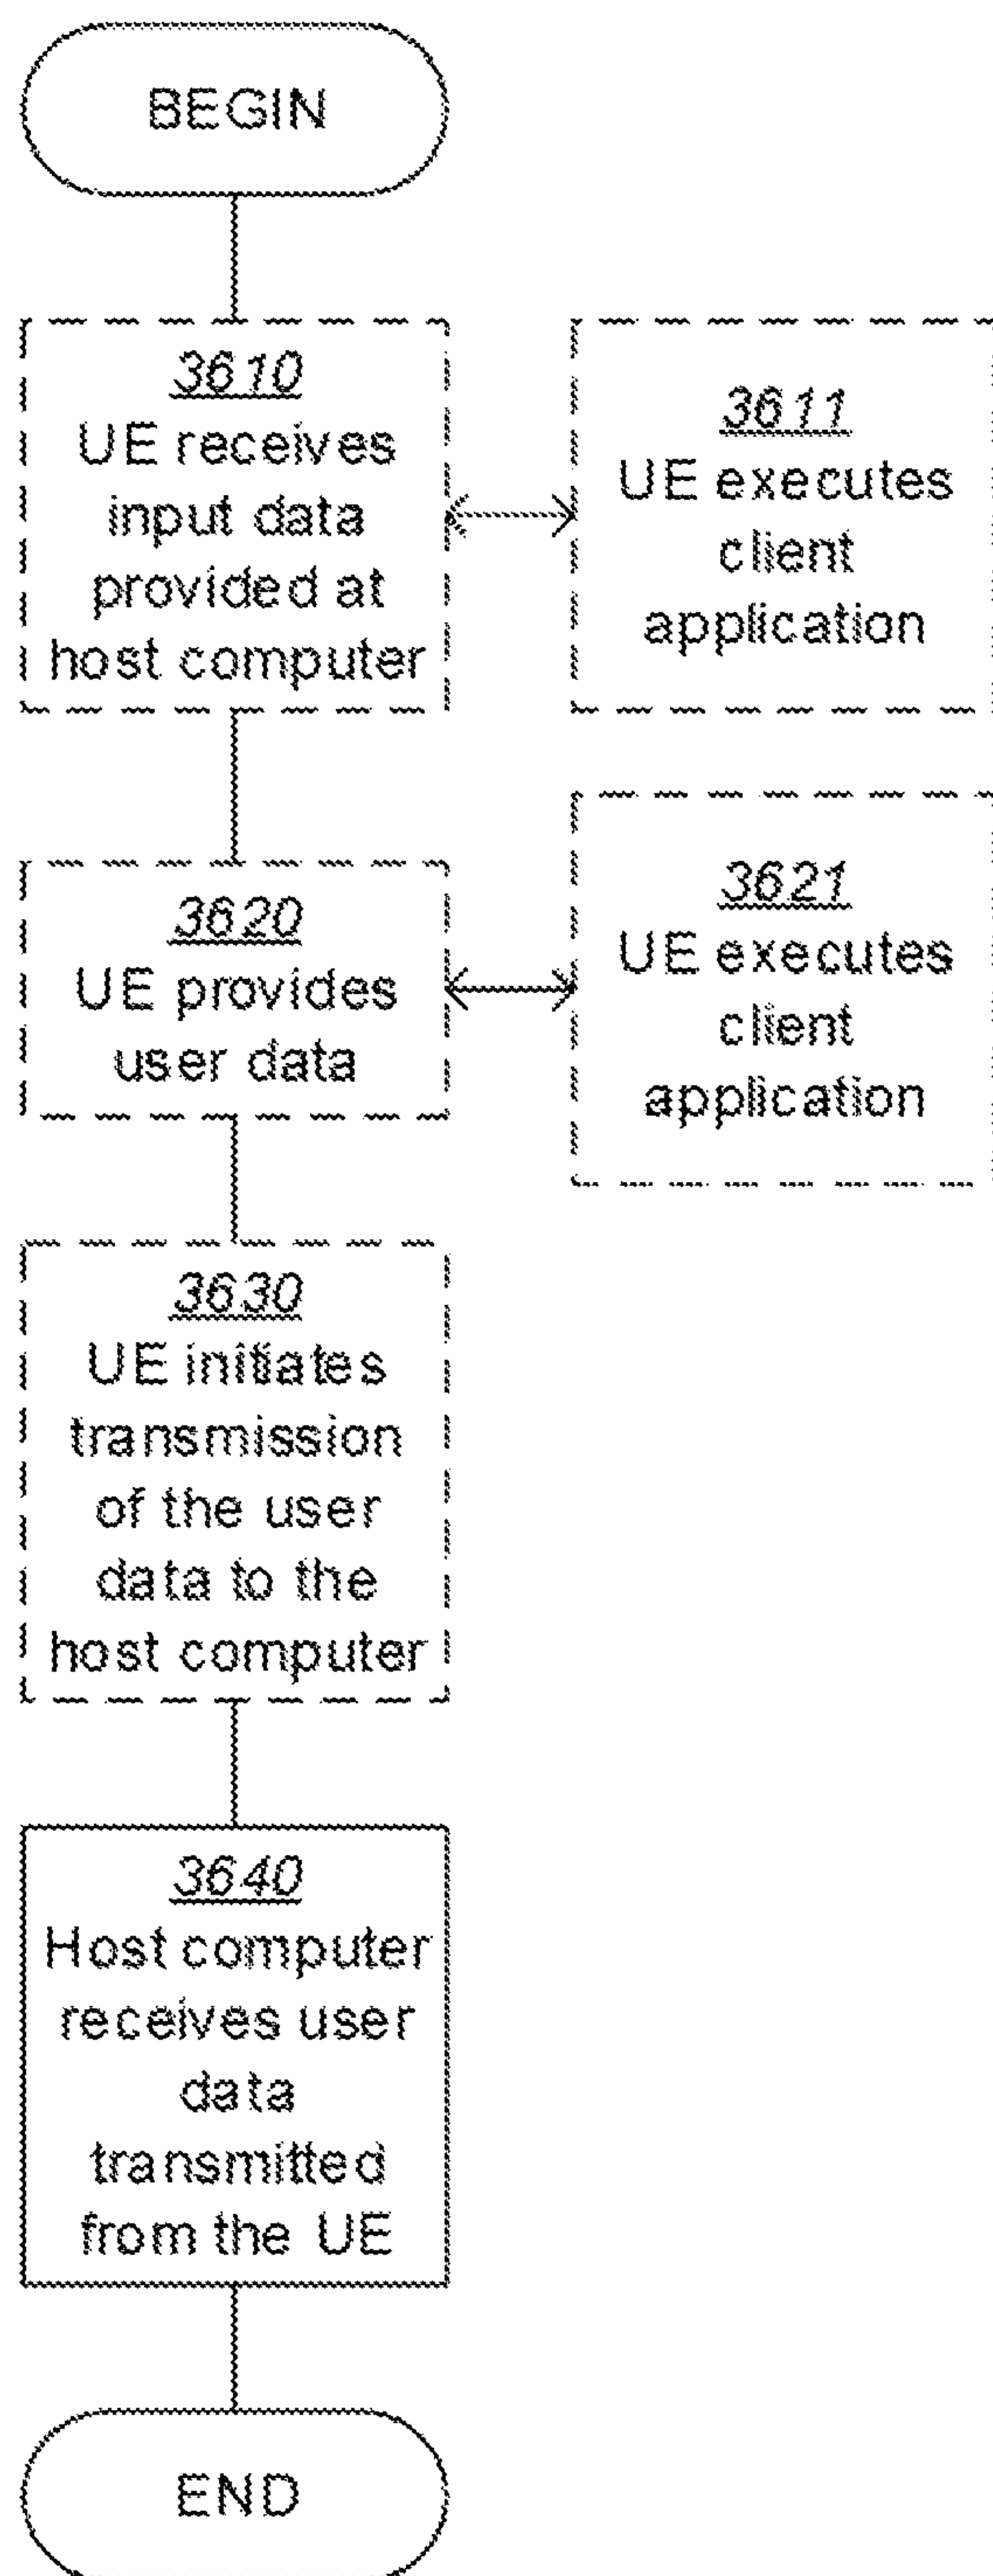 BEGIN
3610
UE receives
input data
provided at
host computer
3611
UE executes
client
application
3620
UE provides
user data
3621
UE executes
client
application
3630
UE initiates
transmission
of the user
data to the
host computer
3640
Host computer
receives user
data
transmitted
from the UE
END